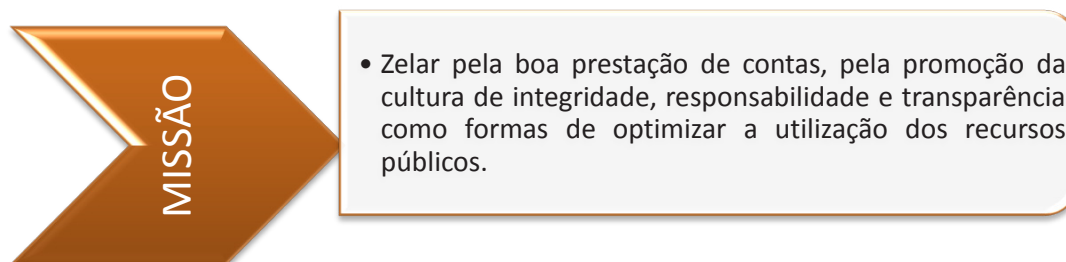 MISSÃO
• Zelar pela boa prestação de contas, pela promoção da
cultura de integridade, responsabilidade e transparência
como formas de optimizar a utilização dos recursos
públicos.